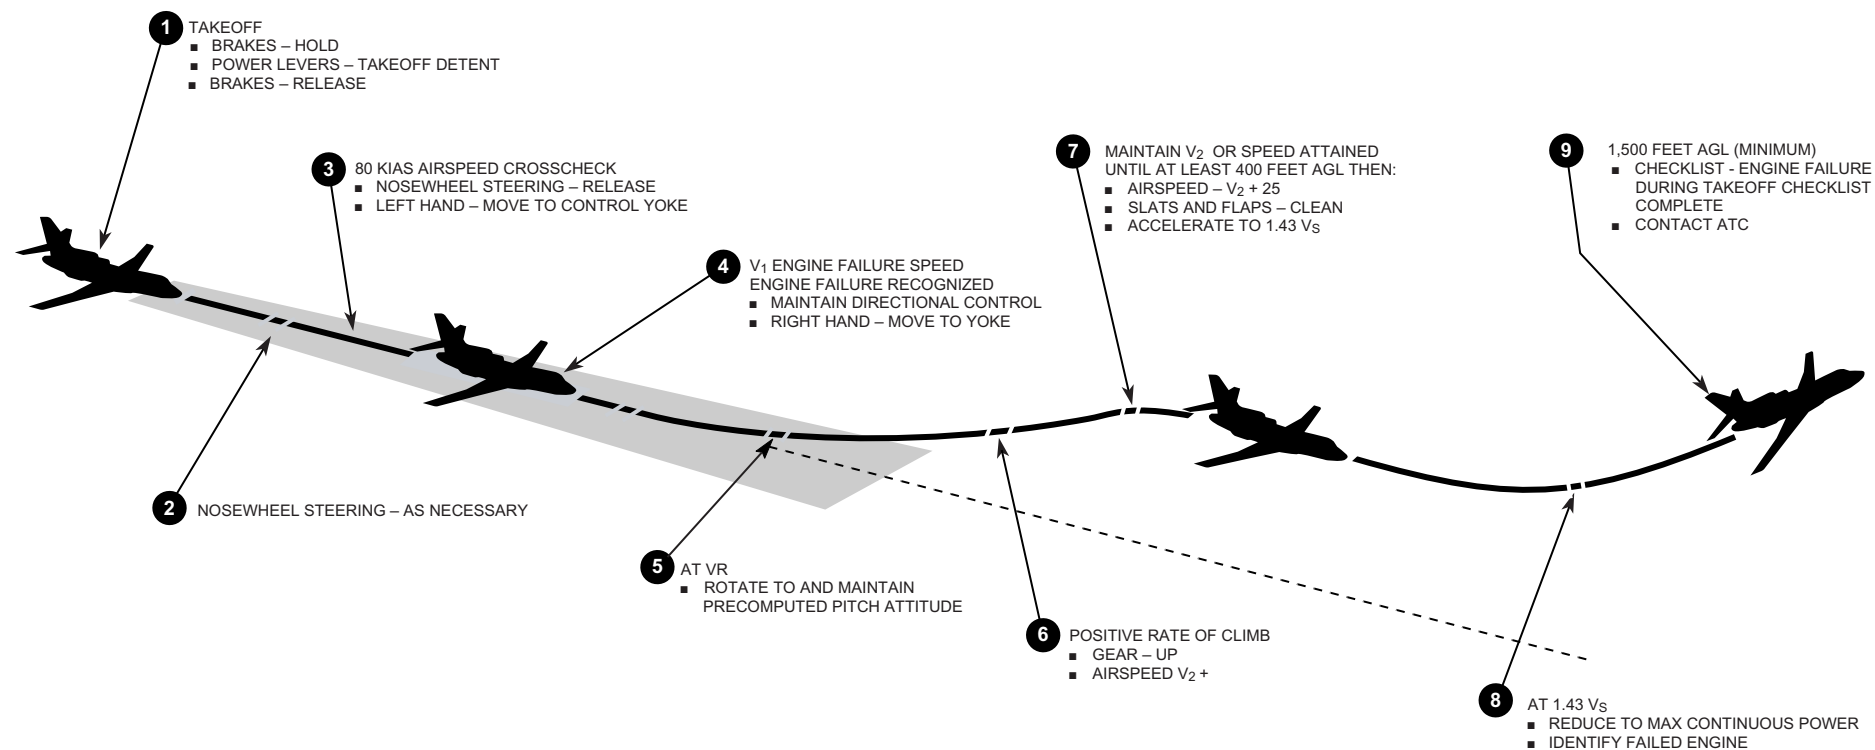 1 TAKEOFF
▪ BRAKES – HOLD
▪ POWER LEVERS – TAKEOFF DETENT
▪ BRAKES – RELEASE
2 NOSEWHEEL STEERING – AS NECESSARY
3 80 KIAS AIRSPEED CROSSCHECK
▪ NOSEWHEEL STEERING – RELEASE
▪ LEFT HAND – MOVE TO CONTROL YOKE
4 V1 ENGINE FAILURE SPEED
ENGINE FAILURE RECOGNIZED
▪ MAINTAIN DIRECTIONAL CONTROL
▪ RIGHT HAND – MOVE TO YOKE
5 AT VR
▪ ROTATE TO AND MAINTAIN
PRECOMPUTED PITCH ATTITUDE
6 POSITIVE RATE OF CLIMB
▪ GEAR – UP
▪ AIRSPEED V2 +
7 MAINTAIN V2 OR SPEED ATTAINED
UNTIL AT LEAST 400 FEET AGL THEN:
▪ AIRSPEED – V2 + 25
▪ SLATS AND FLAPS – CLEAN
▪ ACCELERATE TO 1.43 VS
8 AT 1.43 VS
▪ REDUCE TO MAX CONTINUOUS POWER
▪ IDENTIFY FAILED ENGINE
9 1,500 FEET AGL (MINIMUM)
▪ CHECKLIST - ENGINE FAILURE
DURING TAKEOFF CHECKLIST
COMPLETE
▪ CONTACT ATC